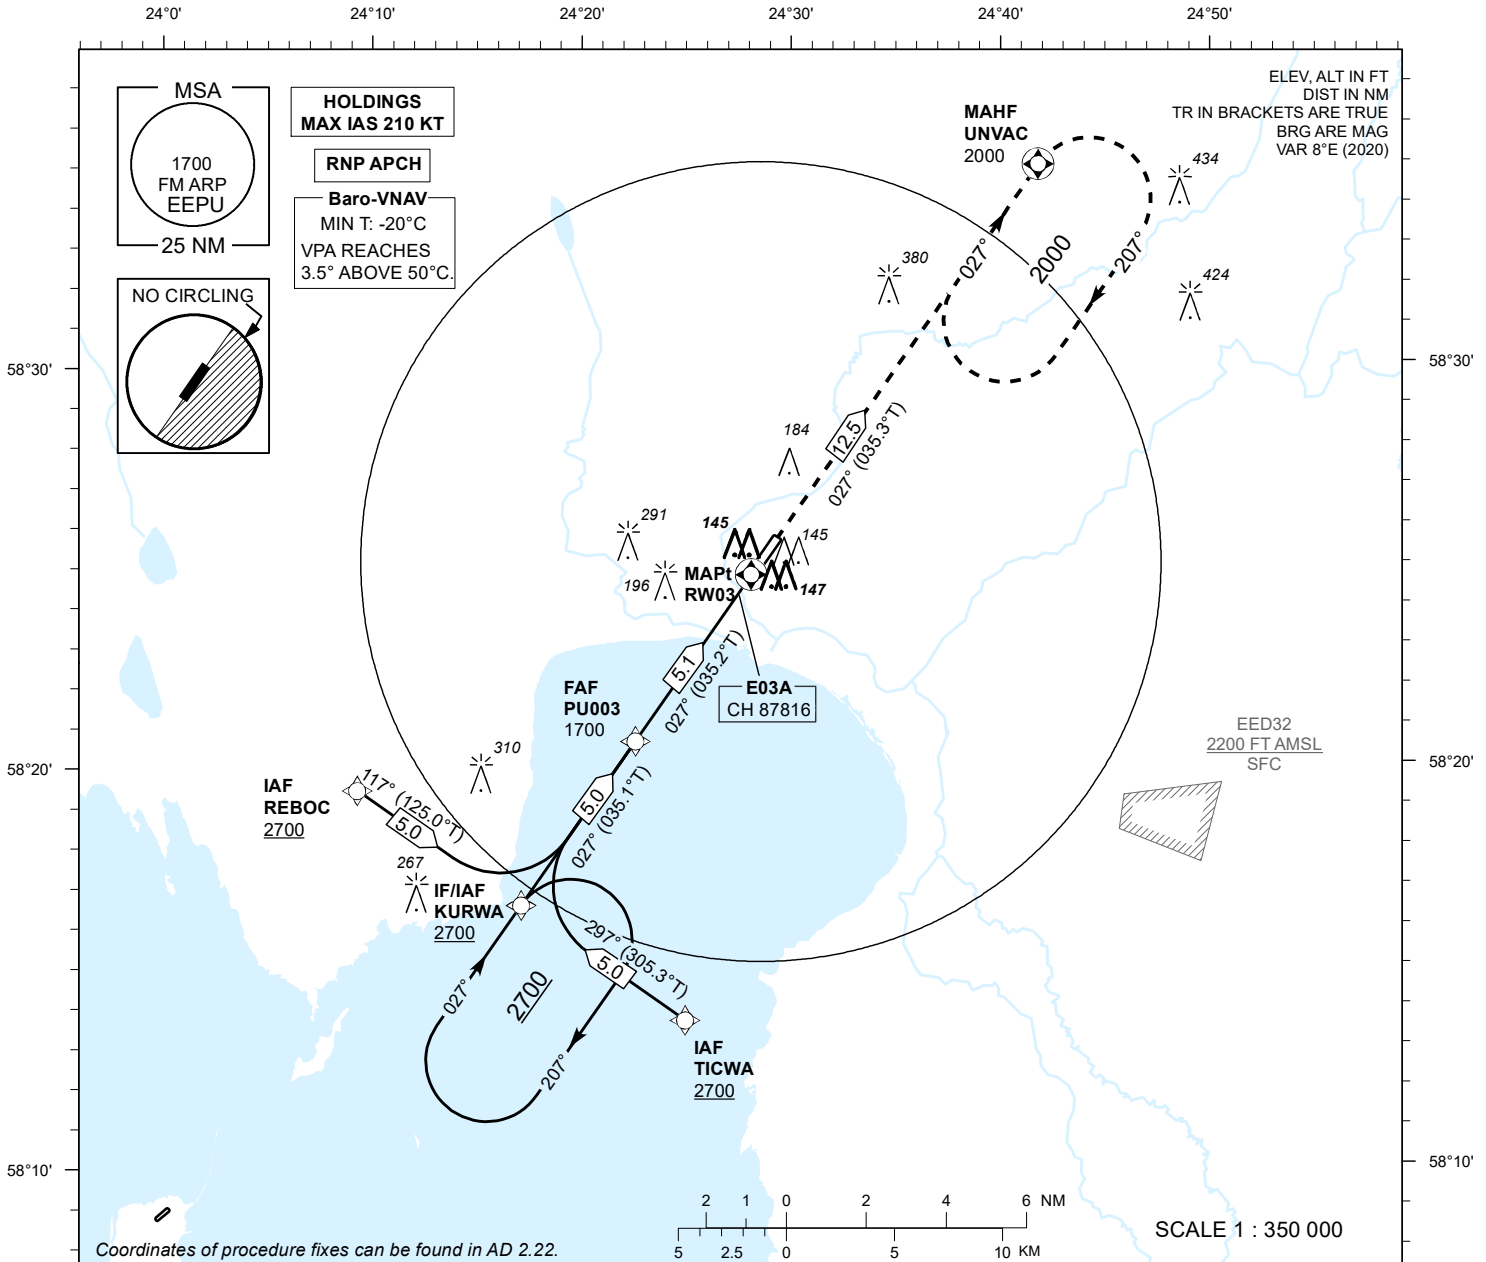 24°0'
24°10'
24°20'
24°30'
24°40'
24°50'
MSA
1700
FM ARP
EEPU
25 NM
HOLDINGS
MAX IAS 210 KT
RNP APCH
Baro-VNAV
MIN T: -20°C
VPA REACHES
3.5° ABOVE 50°C.
NO CIRCLING
ELEV, ALT IN FT
DIST IN NM
TR IN BRACKETS ARE TRUE
BRG ARE MAG
VAR 8°E (2020)
MAHF
UNVAC
2000
434
380
424
027°
2000
207°
58°30'
58°30'
12.5
027° (035.3°T)
184
291
145
145
196
MAPt
RW03
147
5.1
027° (035.2°T)
E03A
CH 87816
FAF
PU003
1700
EED32
2200 FT AMSL
SFC
310
58°20'
58°20'
IAF
REBOC
2700
117° (125.0°T)
5.0
5.0
027° (035.1°T)
267
IF/IAF
KURWA
2700
297° (305.3°T)
5.0
027°
2700
207°
IAF
TICWA
2700
58°10'
58°10'
2 1 0 2 4 6 NM
5 2.5 0 5 10 KM
SCALE 1 : 350 000
Coordinates of procedure fixes can be found in AD 2.22.